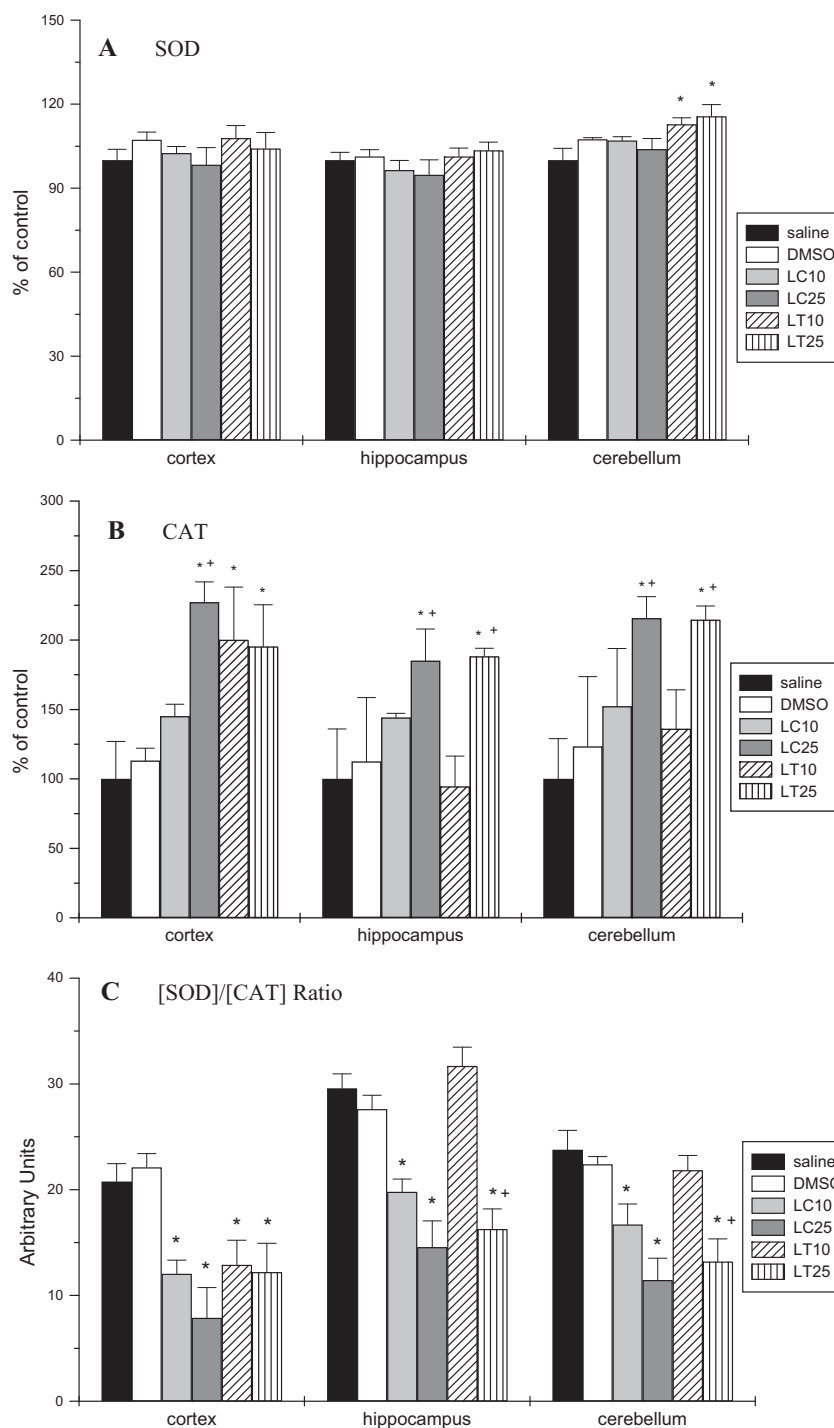 A SOD
% of control
150
120
90
60
30
0
* *
cortex hippocampus cerebellum
saline
DMSO
LC10
LC25
LT10
LT25
B CAT
% of control
300
250
200
150
100
50
0
*+ * * *+ *+ *+ *+
cortex hippocampus cerebellum
saline
DMSO
LC10
LC25
LT10
LT25
C [SOD]/[CAT] Ratio
Arbitrary Units
40
30
20
10
0
* * * * * * *+ * * *+
cortex hippocampus cerebellum
saline
DMSO
LC10
LC25
LT10
LT25